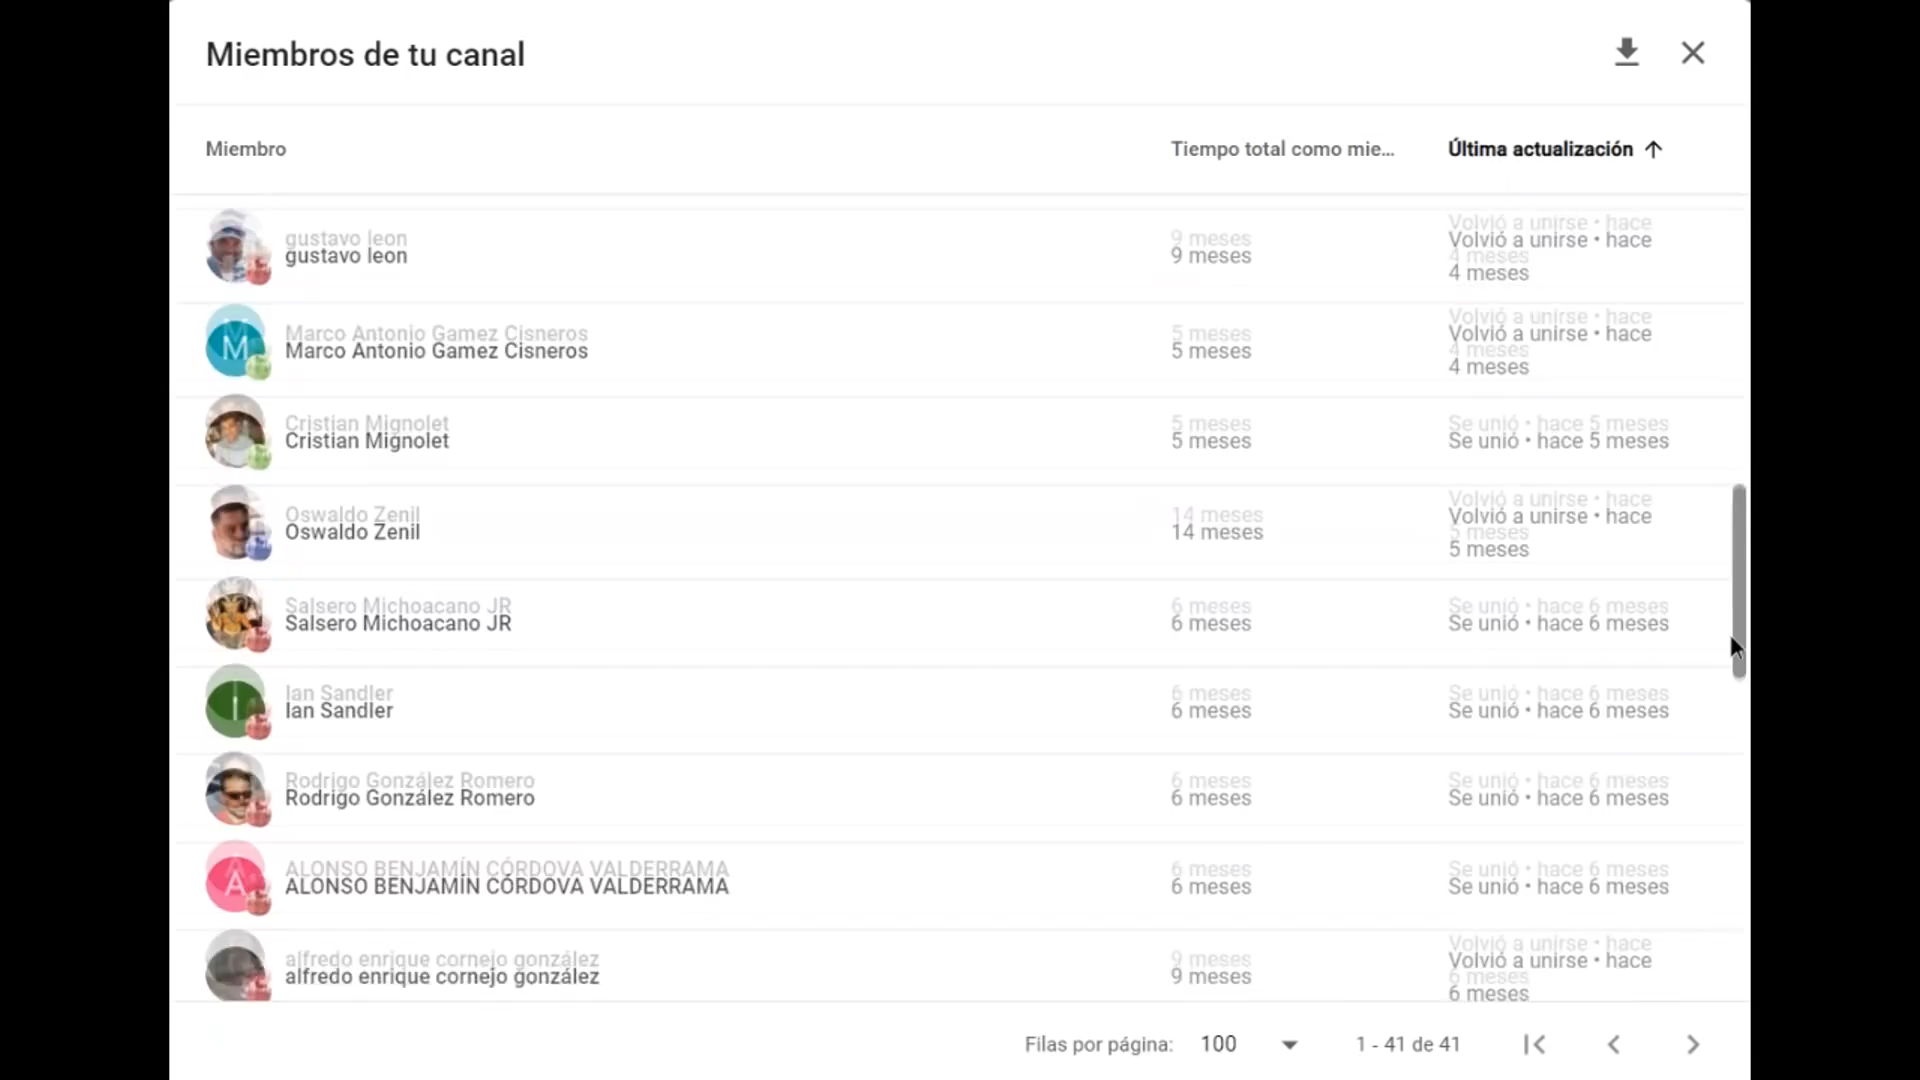 Miembros de tu canal
Miembro
Tiempo total como mie...
Última actualización
gustavo leon
9 meses
Volvió a unirse • hace
4 meses
M
Marco Antonio Gamez Cisneros
5 meses
Volvió a unirse • hace
4 meses
Cristian Mignolet
5 meses
Se unió • hace 5 meses
Oswaldo Zenil
14 meses
Volvió a unirse • hace
5 meses
Salsero Michoacano JR
6 meses
Se unió • hace 6 meses
I
Ian Sandler
6 meses
Se unió • hace 6 meses
Rodrigo González Romero
6 meses
Se unió • hace 6 meses
A
ALONSO BENJAMÍN CÓRDOVA VALDERRAMA
6 meses
Se unió • hace 6 meses
alfredo enrique cornejo gonzález
9 meses
Volvió a unirse • hace
6 meses
Filas por página: 100
1 - 41 de 41